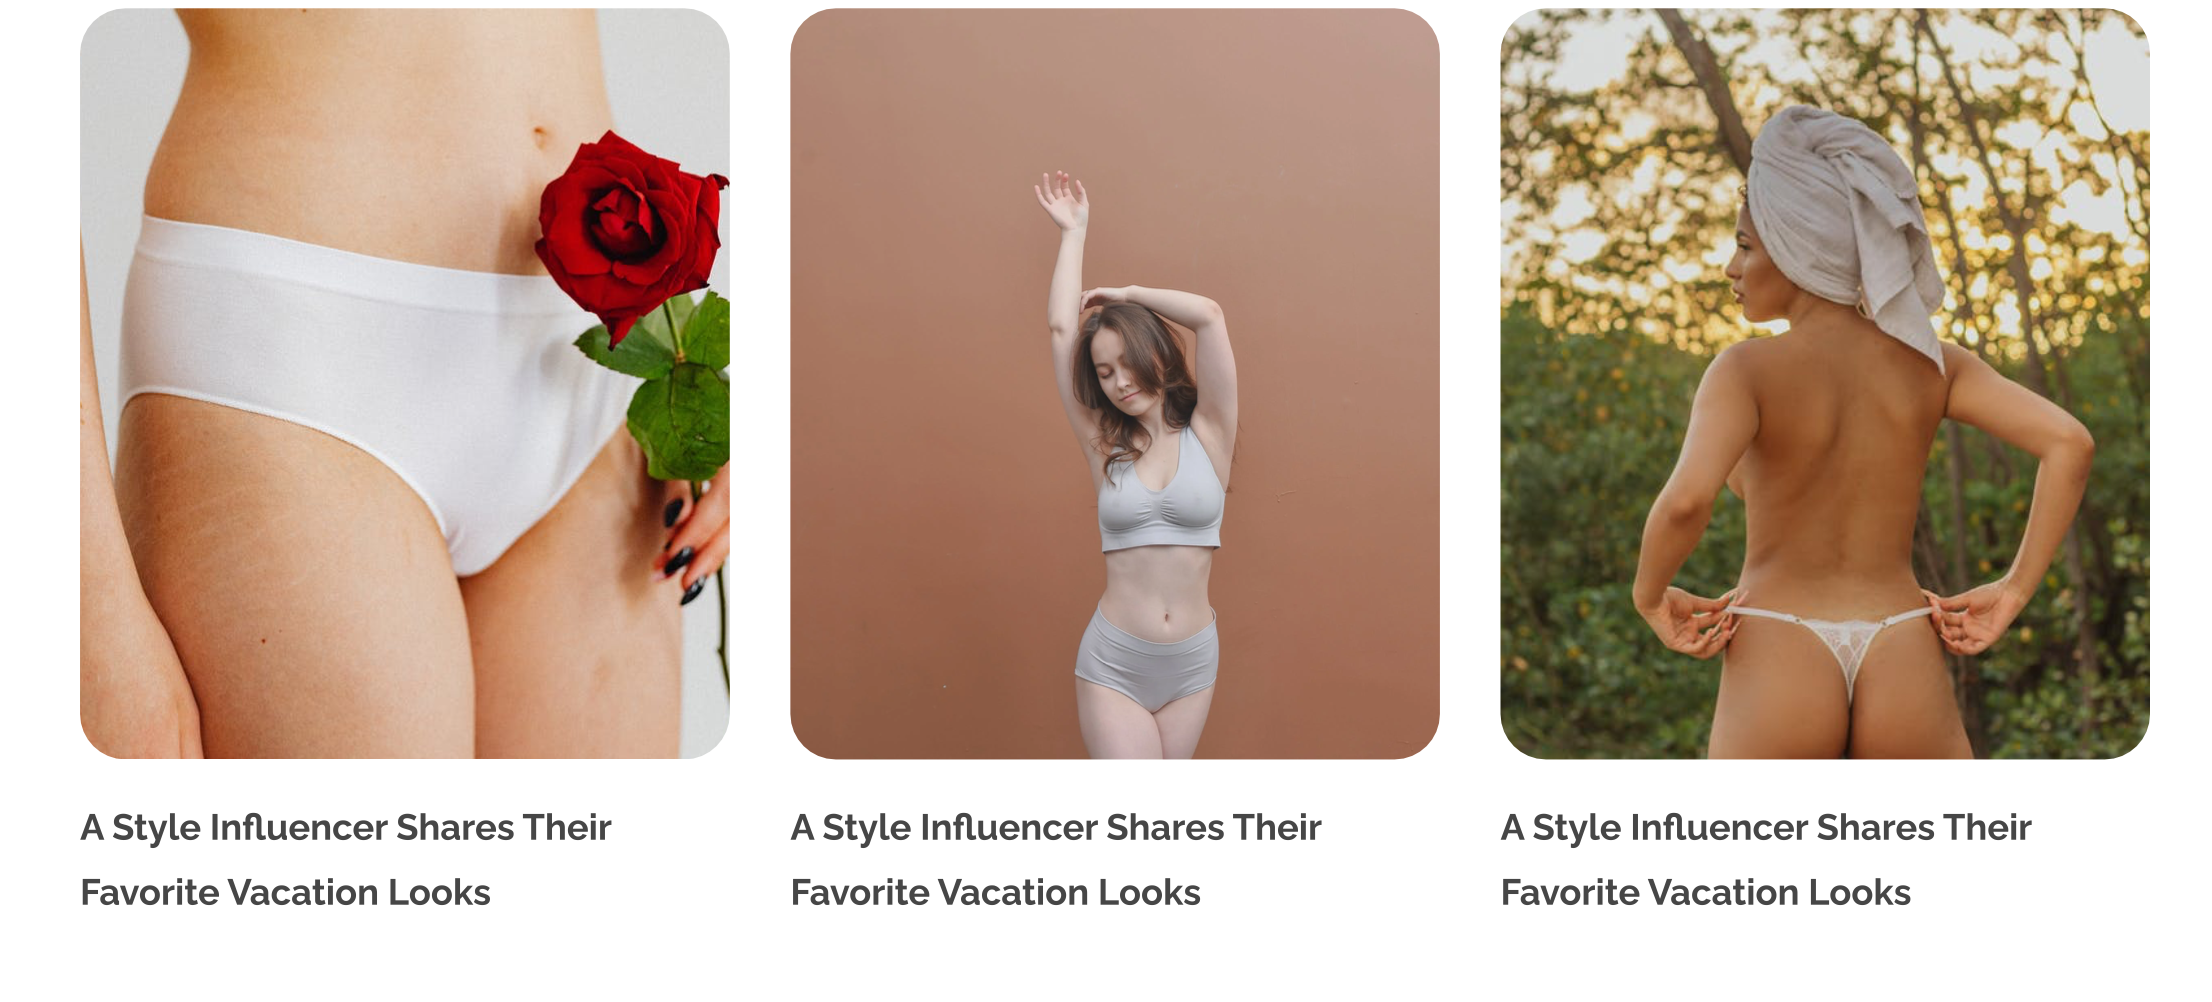 A Style Influencer Shares Their
Favorite Vacation Looks
A Style Influencer Shares Their
Favorite Vacation Looks
A Style Influencer Shares Their
Favorite Vacation Looks